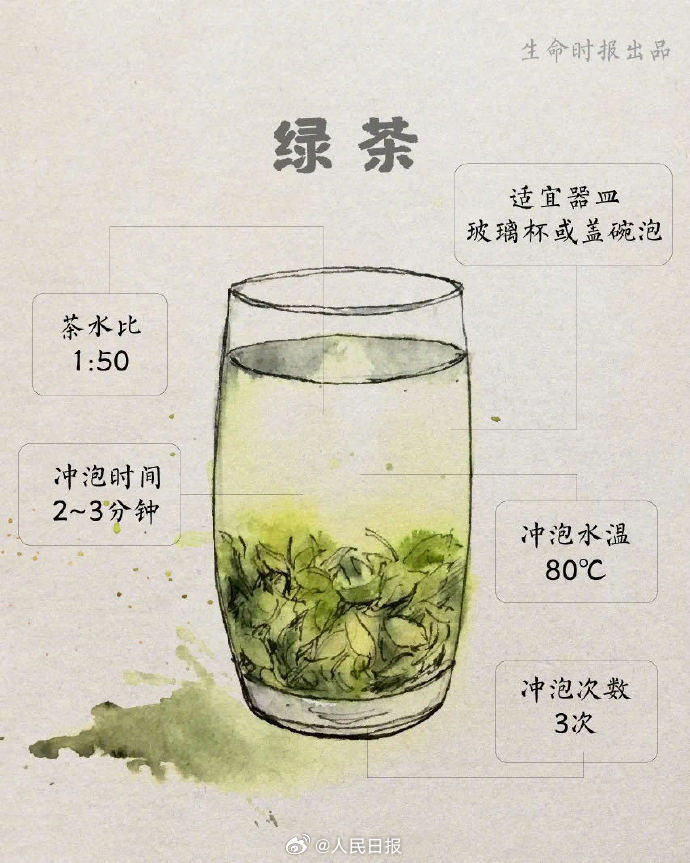 生命时报出品
绿茶
适宜器皿
玻璃杯或盖碗泡
茶水比
1:50
冲泡时间
2~3分钟
冲泡水温
80℃
冲泡次数
3次
@人民日报